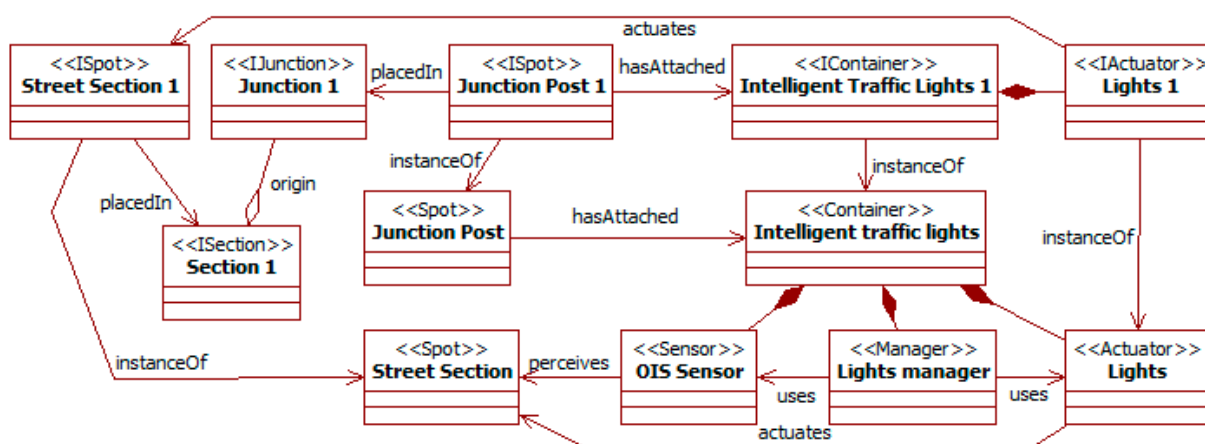 actuates
<<ISpot>>
Street Section 1
<<IJunction>>
Junction 1
placedIn
<<ISpot>>
Junction Post 1
hasAttached
<<IContainer>>
Intelligent Traffic Lights 1
<<IActuator>>
Lights 1
instanceOf
instanceOf
origin
placedIn
<<Spot>>
Junction Post
hasAttached
<<Container>>
Intelligent traffic lights
instanceOf
<<ISection>>
Section 1
instanceOf
<<Spot>>
Street Section
perceives
<<Sensor>>
OIS Sensor
uses
<<Manager>>
Lights manager
uses
<<Actuator>>
Lights
actuates